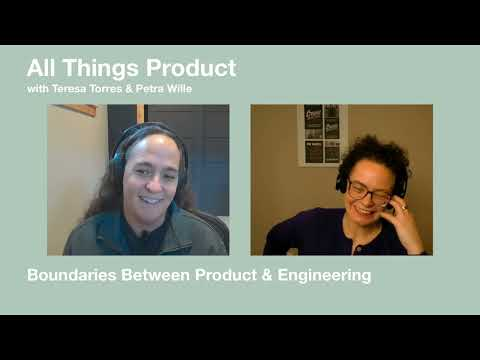 All Things Product
with Teresa Torres & Petra Wille
Boundaries Between Product & Engineering